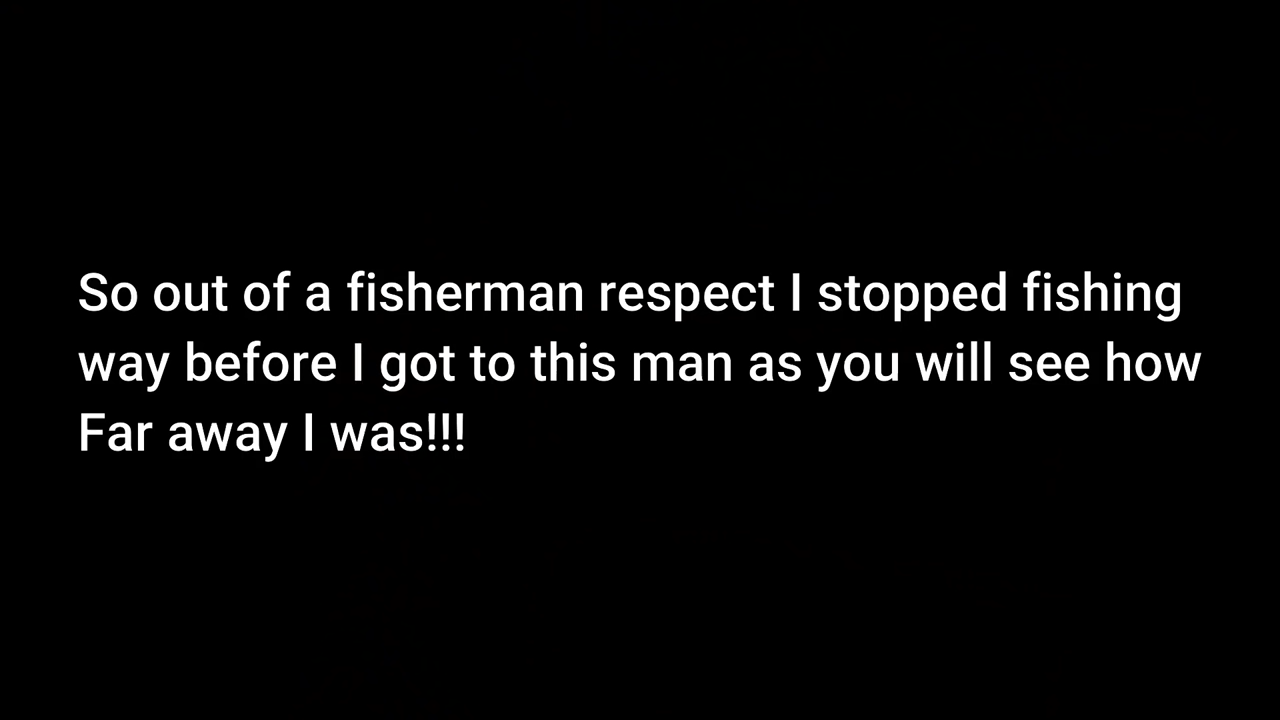 So out of a fisherman respect I stopped fishing
way before I got to this man as you will see how
Far away I was!!!